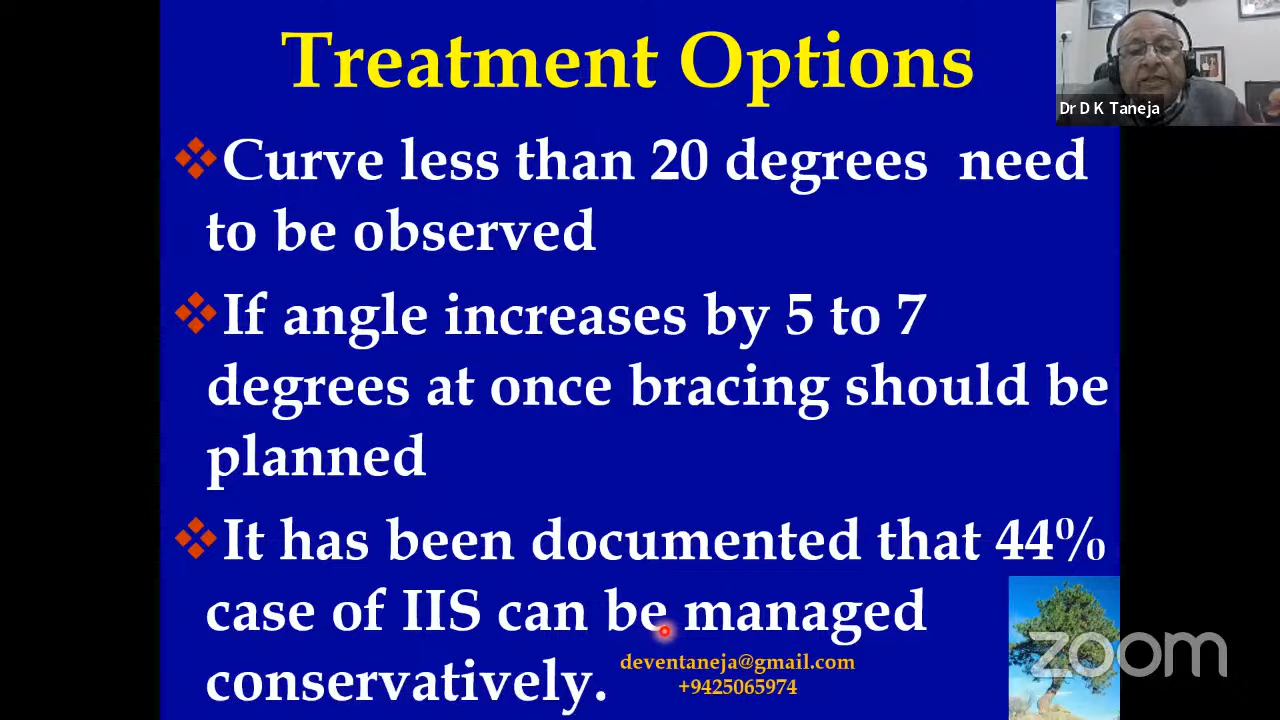 Treatment Options
Dr D K Taneja
Curve less than 20 degrees need
to be observed
If angle increases by 5 to 7
degrees at once bracing should be
planned
It has been documented that 44%
case of IIS can be managed
conservatively.
deventaneja@gmail.com
+9425065974
zoom